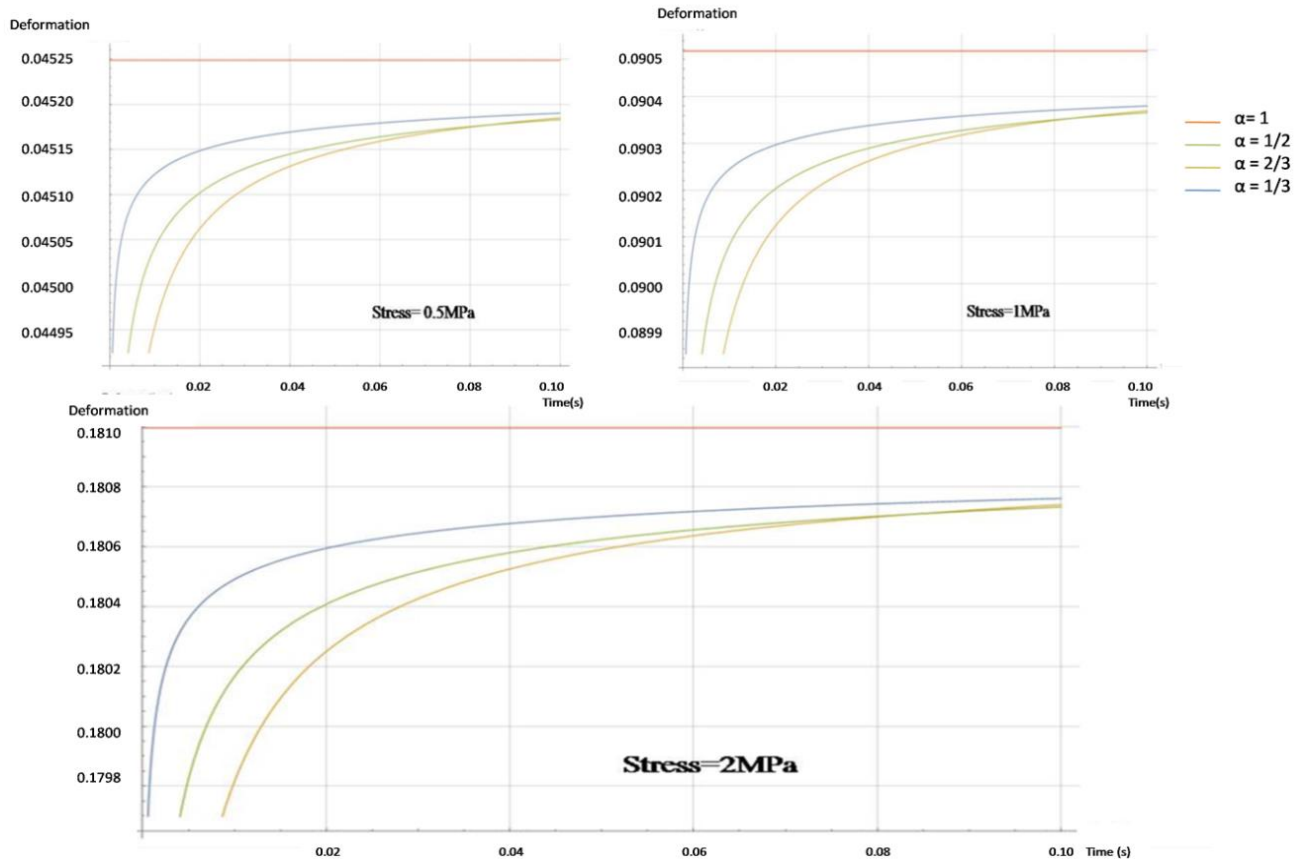 Deformation
0.04525
0.04520
0.04515
0.04510
0.04505
0.04500
0.04495
Stress= 0.5MPa
0.02 0.04 0.06 0.08 0.10
Time(s)
Deformation
0.0905
0.0904
0.0903
0.0902
0.0901
0.0900
0.0899
Stress=1MPa
0.02 0.04 0.06 0.08 0.10
Time(s)
α= 1
α = 1/2
α = 2/3
α = 1/3
Deformation
0.1810
0.1808
0.1806
0.1804
0.1802
0.1800
0.1798
Stress=2MPa
0.02 0.04 0.06 0.08 0.10 Time (s)